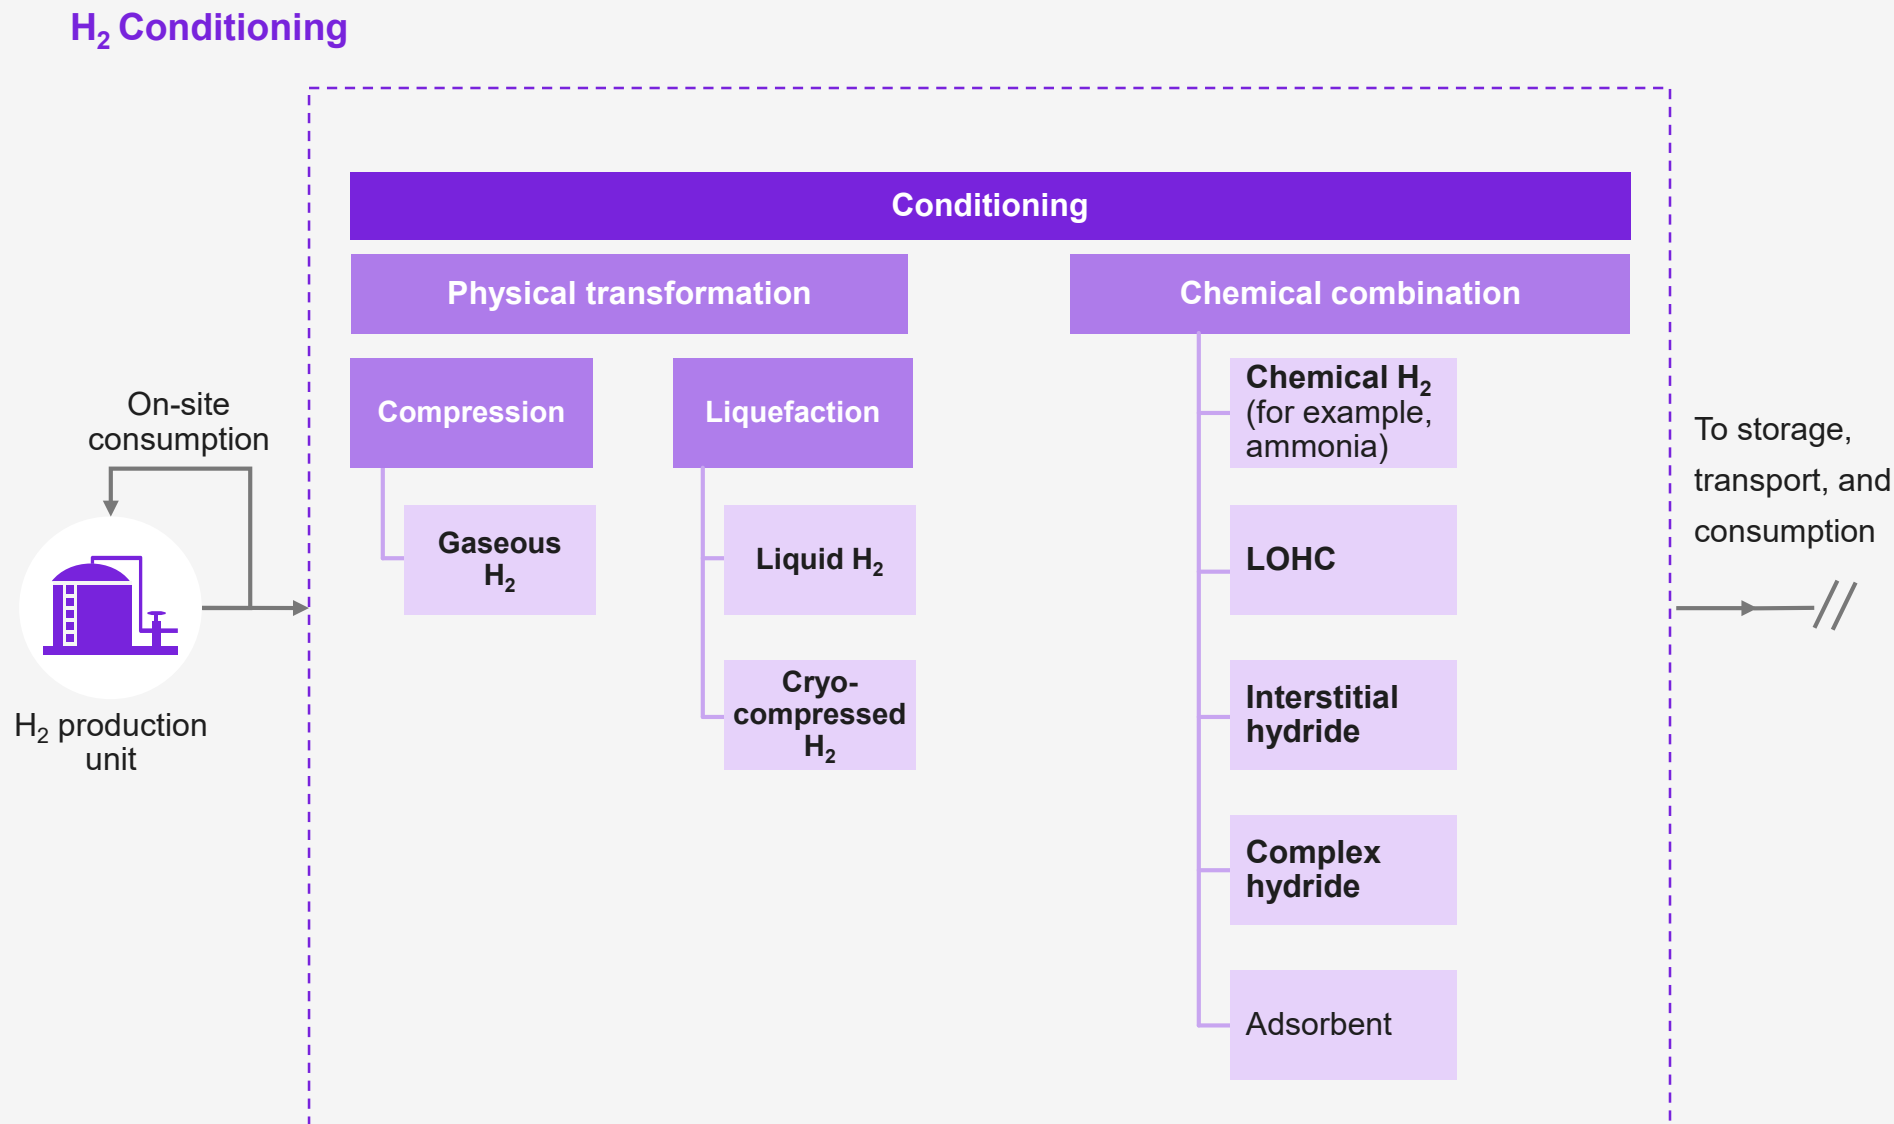 H₂ Conditioning
Conditioning
Physical transformation
Chemical combination
Compression
Liquefaction
Gaseous
H₂
Liquid H₂
Cryo-
compressed
H₂
Chemical H₂
(for example,
ammonia)
LOHC
Interstitial
hydride
Complex
hydride
Adsorbent
On-site
consumption
H₂ production
unit
To storage,
transport, and
consumption